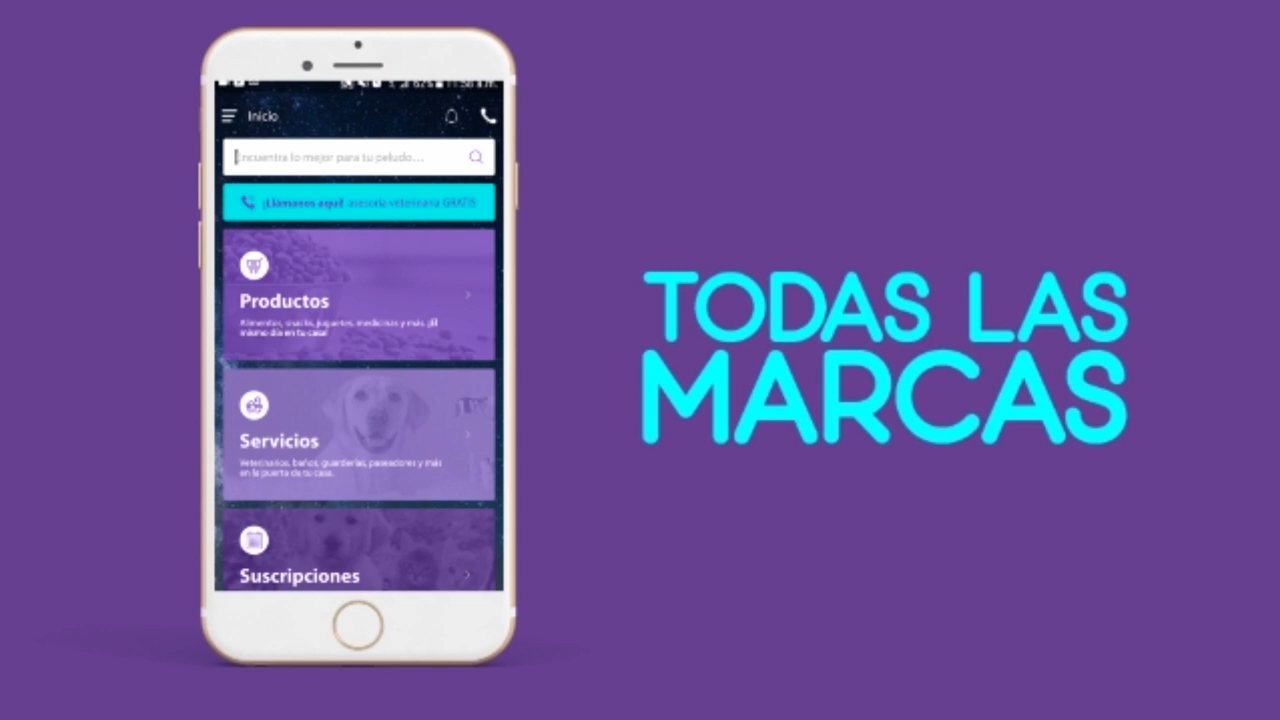 Inicio
Encuentra lo mejor para tu peludo...
¡Llámanos aquí! asesoría veterinaria GRATIS
Productos
Alimentos, snacks, juguetes, medicinas y más. ¡El
mismo día en tu casa!
Servicios
Veterinarios, baños, guarderías, paseadores y más
en la puerta de tu casa.
Suscripciones
TODAS LAS
MARCAS